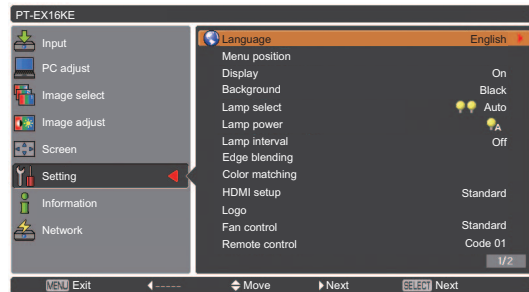 PT-EX16KE
Input
PC adjust
Image select
Image adjust
Screen
Setting
Information
Network
Language English
Menu position
Display On
Background Black
Lamp select Auto
Lamp power A
Lamp interval Off
Edge blending
Color matching
HDMI setup Standard
Logo
Fan control Standard
Remote control Code 01
1/2
MENU Exit ----- Move Next SELECT Next